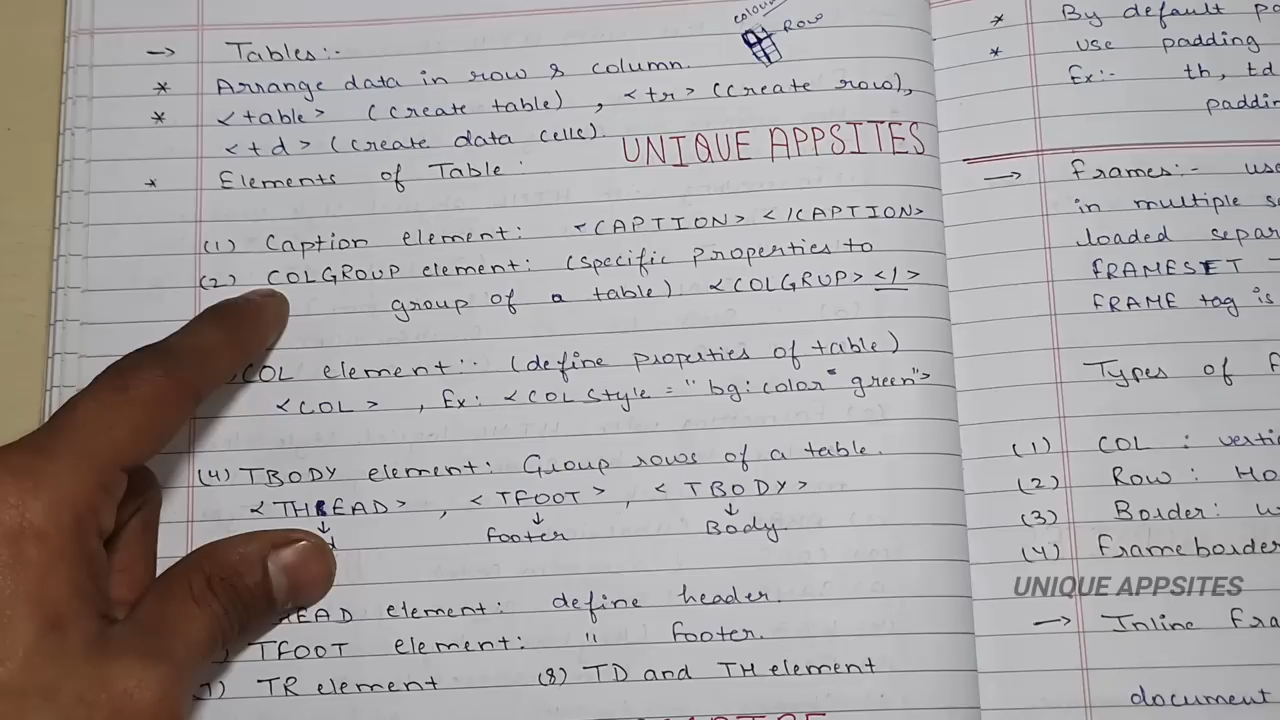 colou
Row
→ Tables:-
* Arrange data in row & column.
* <table> (create table), <tr> (create row),
<td> (create data cells).
UNIQUE APPSITES
* Elements of Table:
(1) Caption element: <CAPTION> </CAPTION>
(2) COLGROUP element: (specific properties to
group of a table) <COLGRUP> </>
COL element:- (define properties of table)
<COL> , Ex: <COL Style = "bg:color" green">
(4) TBODY element: Group rows of a table.
<THREAD> , <TFOOT> , <TBODY>
↓ ↓ ↓
Footer Body
EAD element: define header.
TFOOT element: " footer.
7) TR element (8) TD and TH element
* By default pa
* use padding
Ex:- th, td
paddin
→ Frames:- use
in multiple se
loaded separ
FRAMESET
FRAME tag is
Types of F
(1) COL : verti
(2) Row : Ho
(3) Border: w
(4) Frameborder
UNIQUE APPSITES
→ Inline Fra
document